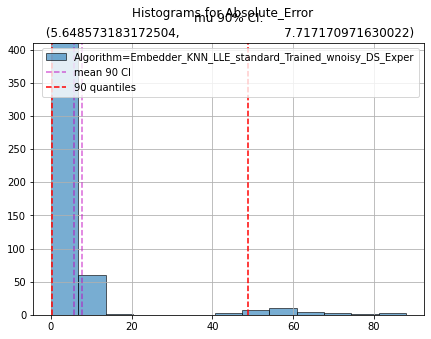 Histograms for Absolute_Error
mu 90% CI:
(5.648573183172504, 7.717170971630022)
Algorithm=Embedder_KNN_LLE_standard_Trained_wnoisy_DS_Exper
mean 90 CI
90 quantiles
400
350
300
250
200
150
100
50
0
0 20 40 60 80